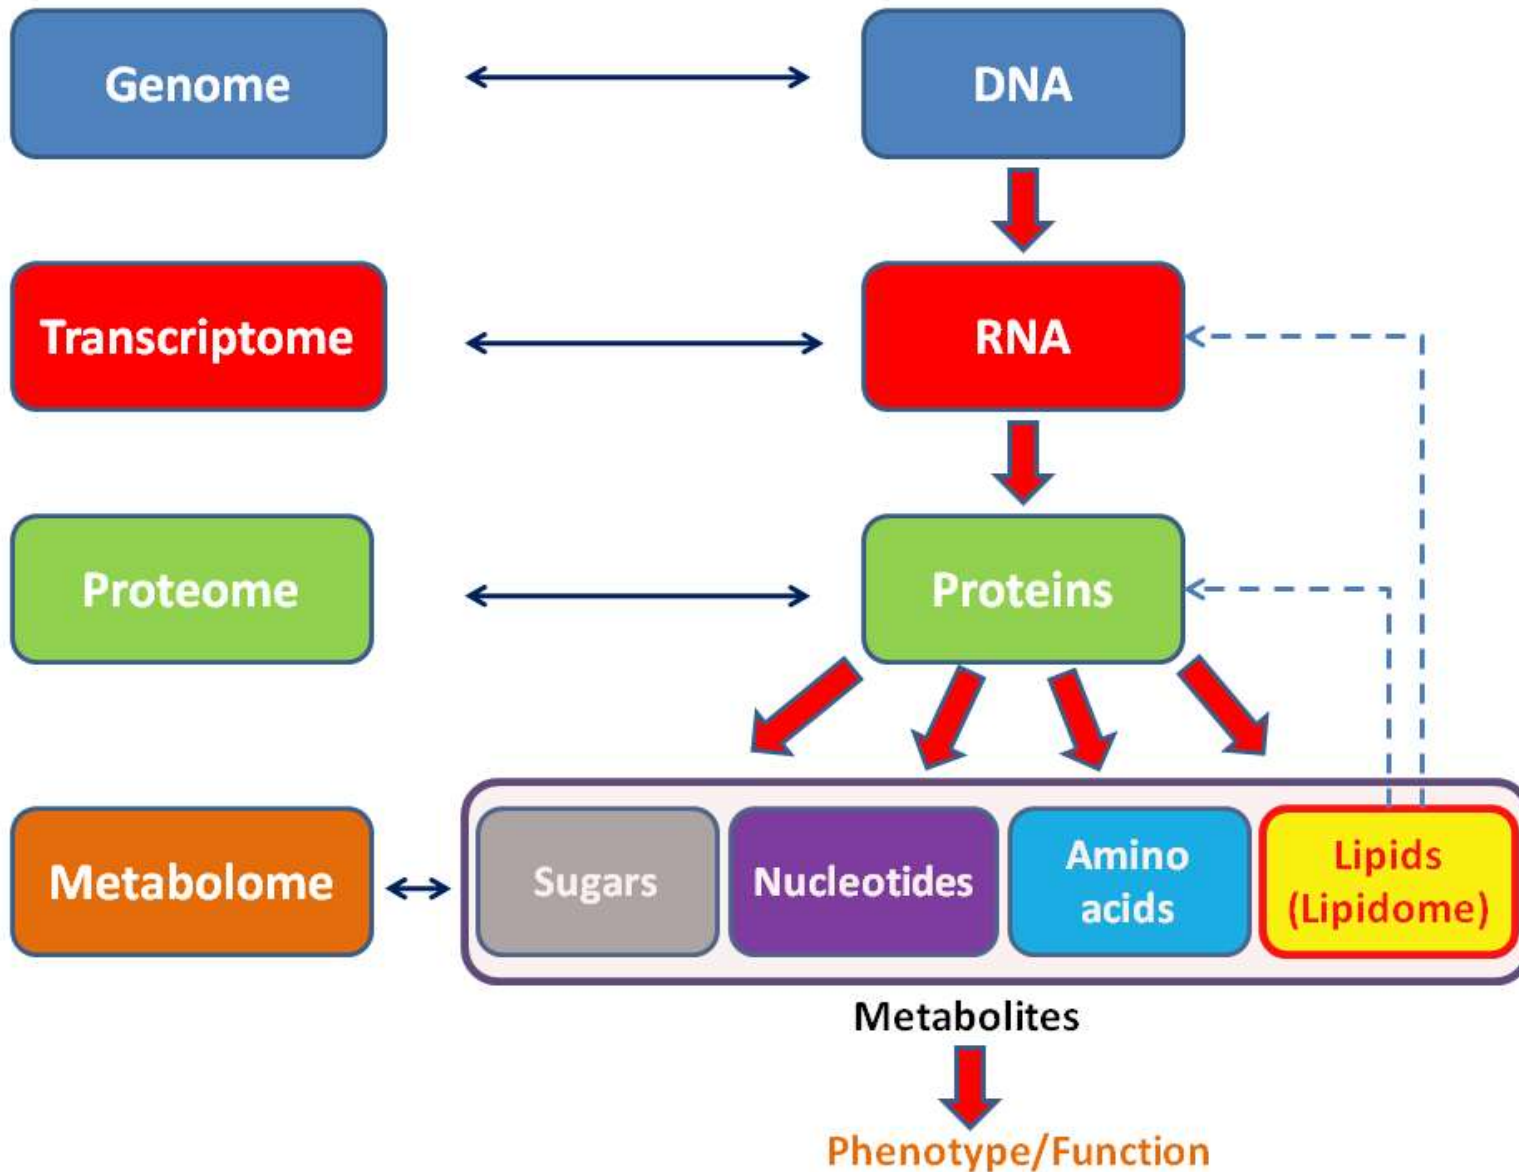 Genome
DNA
Transcriptome
RNA
Proteome
Proteins
Metabolome
Sugars
Nucleotides
Amino
acids
Lipids
(Lipidome)
Metabolites
Phenotype/Function